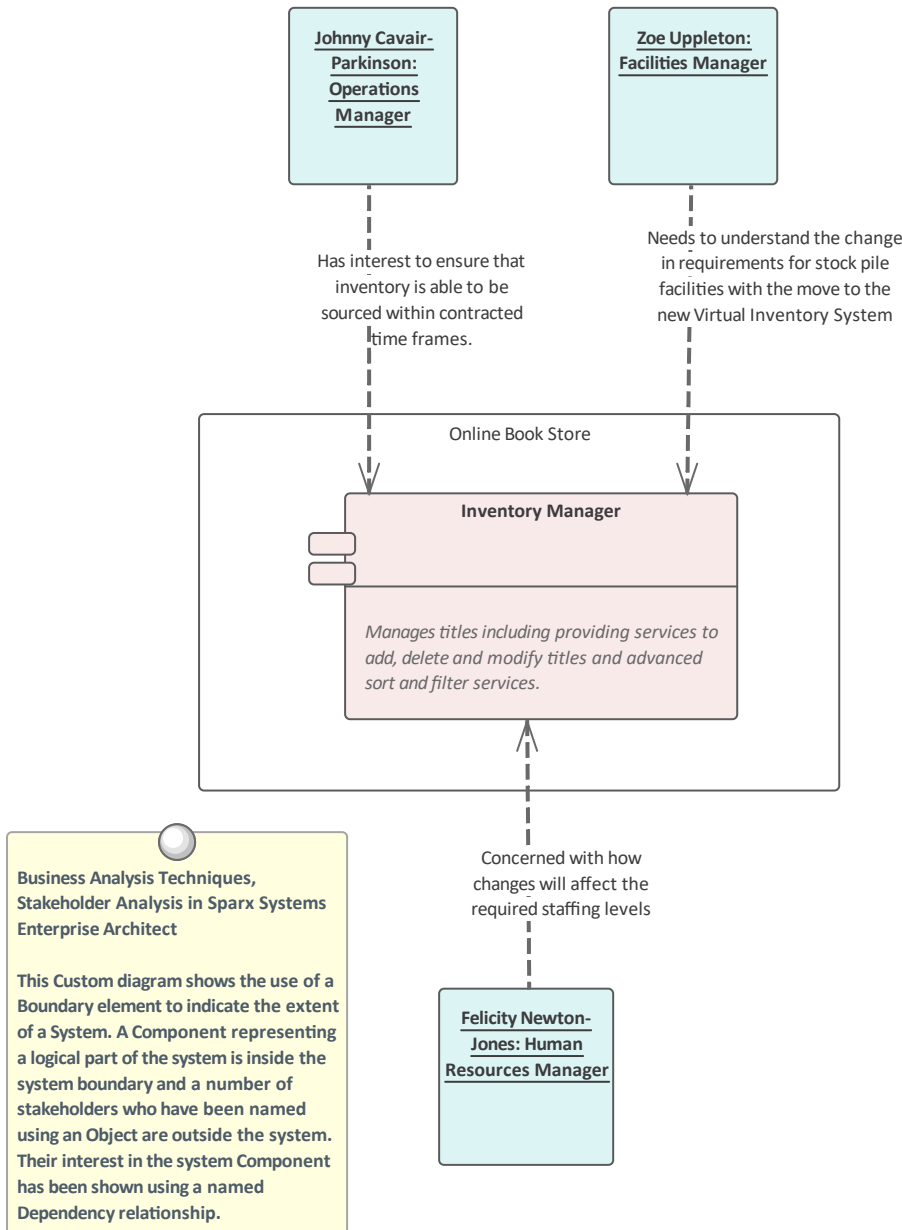 Johnny Cavair-
Parkinson:
Operations
Manager
Zoe Uppleton:
Facilities Manager
Has interest to ensure that
inventory is able to be
sourced within contracted
time frames.
Needs to understand the change
in requirements for stock pile
facilities with the move to the
new Virtual Inventory System
Online Book Store
Inventory Manager
Manages titles including providing services to
add, delete and modify titles and advanced
sort and filter services.
Concerned with how
changes will affect the
required staffing levels
Business Analysis Techniques,
Stakeholder Analysis in Sparx Systems
Enterprise Architect
This Custom diagram shows the use of a
Boundary element to indicate the extent
of a System. A Component representing
a logical part of the system is inside the
system boundary and a number of
stakeholders who have been named
using an Object are outside the system.
Their interest in the system Component
has been shown using a named
Dependency relationship.
Felicity Newton-
Jones: Human
Resources Manager